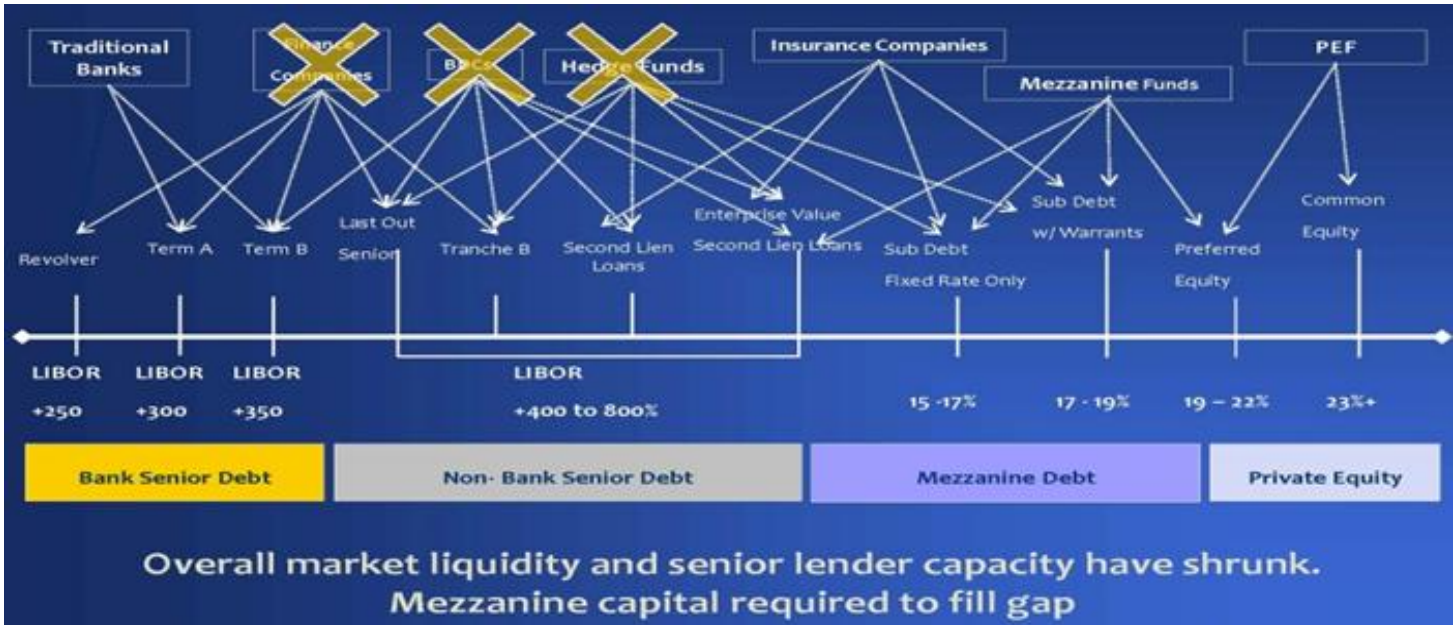 Traditional
Banks
Finance
Companies
BDCs
Hedge Funds
Insurance Companies
Mezzanine Funds
PEF
Revolver
Term A
Term B
Last Out
Senior
Tranche B
Second Lien
Loans
Enterprise Value
Second Lien Loans
Sub Debt
Fixed Rate Only
Sub Debt
w/ Warrants
Preferred
Equity
Common
Equity
LIBOR
+250
LIBOR
+300
LIBOR
+350
LIBOR
+400 to 800%
15 -17%
17 - 19%
19 – 22%
23%+
Bank Senior Debt
Non- Bank Senior Debt
Mezzanine Debt
Private Equity
Overall market liquidity and senior lender capacity have shrunk.
Mezzanine capital required to fill gap